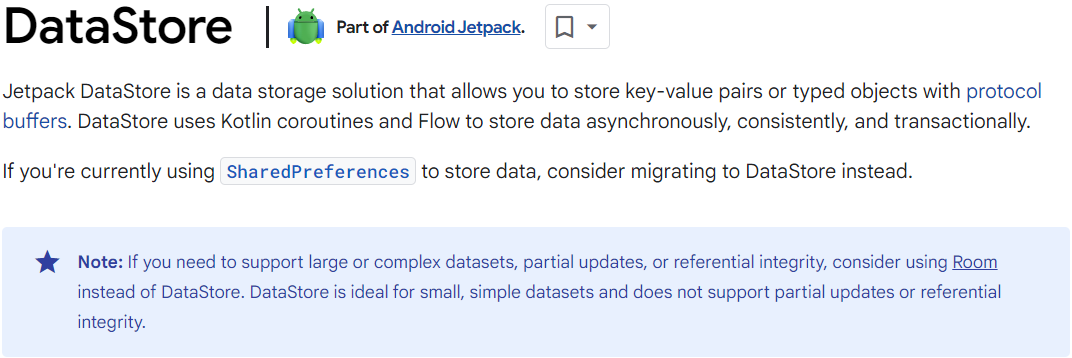 DataStore
Part of Android Jetpack.
Jetpack DataStore is a data storage solution that allows you to store key-value pairs or typed objects with protocol
buffers. DataStore uses Kotlin coroutines and Flow to store data asynchronously, consistently, and transactionally.
If you're currently using SharedPreferences to store data, consider migrating to DataStore instead.
Note: If you need to support large or complex datasets, partial updates, or referential integrity, consider using Room
instead of DataStore. DataStore is ideal for small, simple datasets and does not support partial updates or referential
integrity.